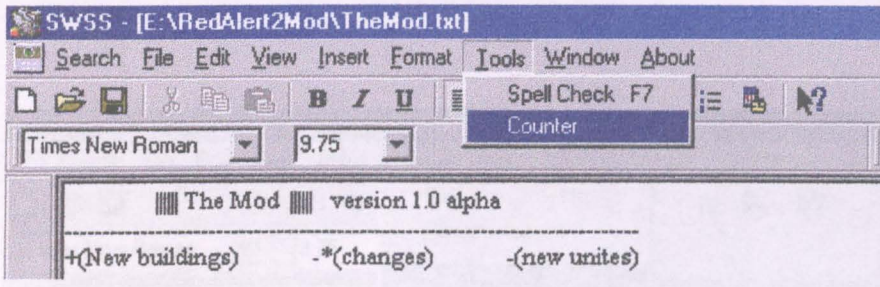 SWSS - [E:\RedAlert2Mod\TheMod.txt]
Search File Edit View Insert Format Tools Window About
B I U
Spell Check F7
Counter
Times New Roman 9.75
The Mod version 1.0 alpha
+(New buildings) -*(changes) -(new unites)